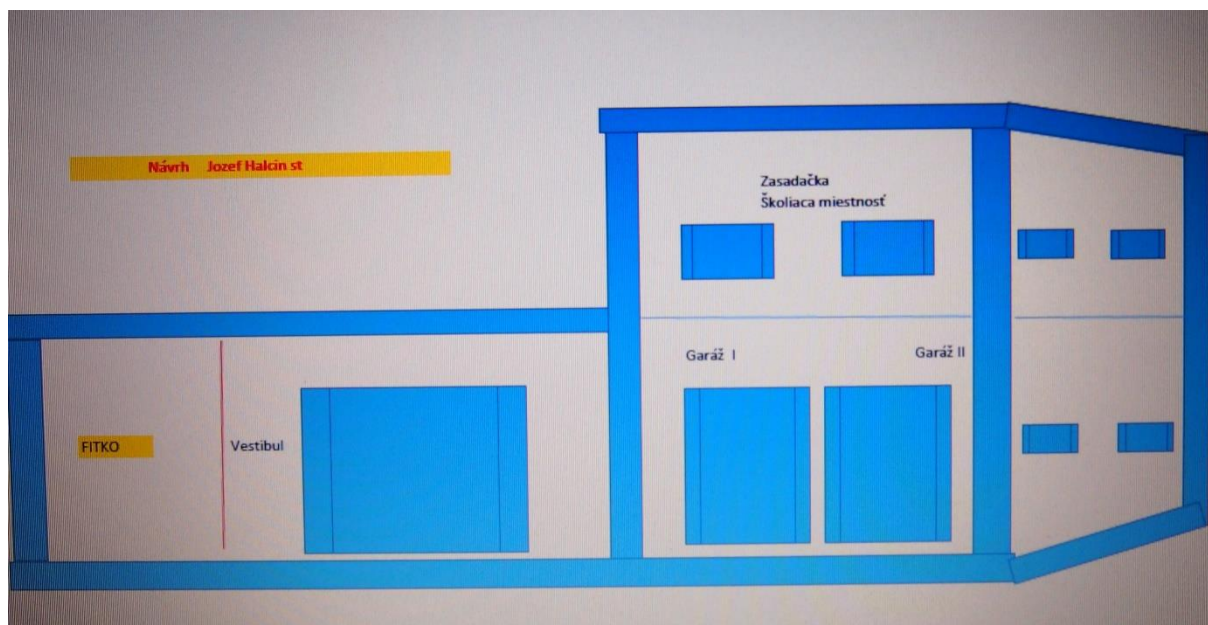 Návrh Jozef Halcin st
Zasadačka
Školiaca miestnosť
Garáž I
Garáž II
FITKO
Vestibul